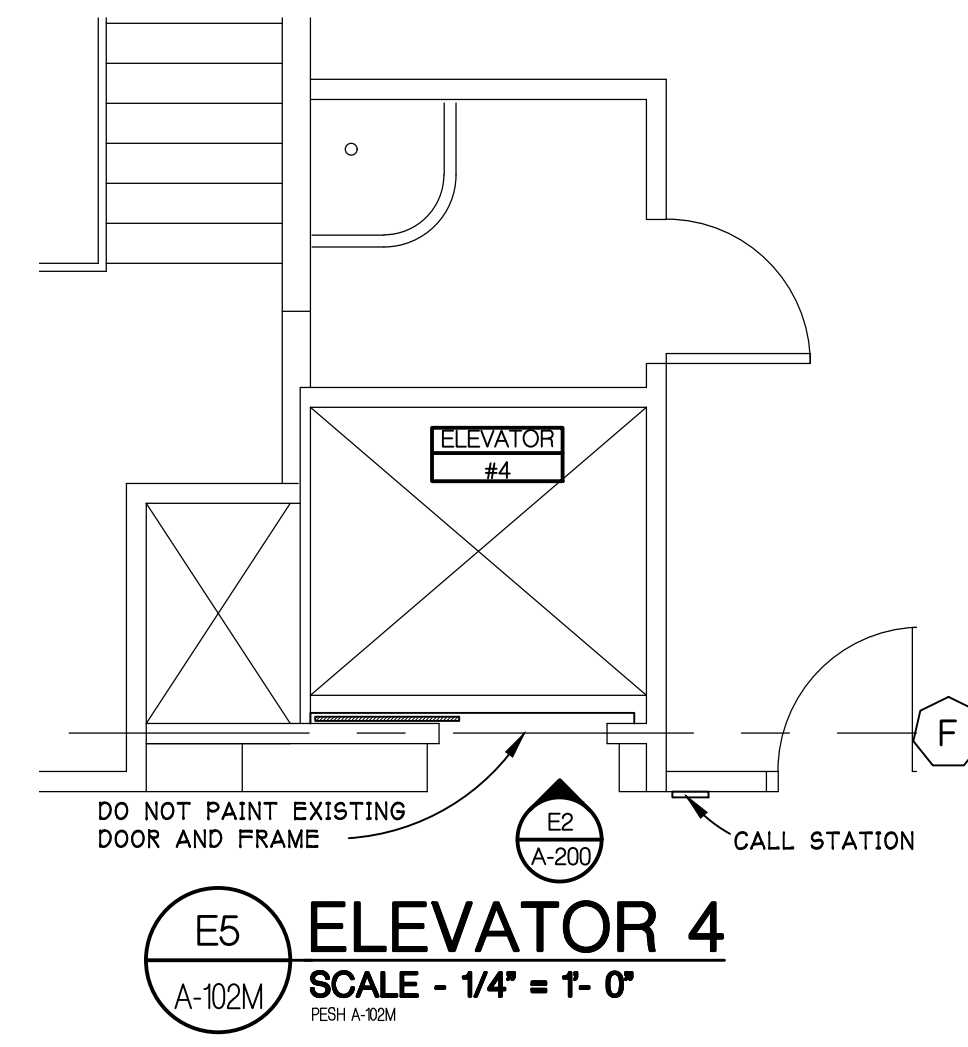 ELEVATOR
#4
F
DO NOT PAINT EXISTING
DOOR AND FRAME
E2
A-200
CALL STATION
E5
A-102M
ELEVATOR 4
SCALE - 1/4" = 1'- 0"
PESH A-102M